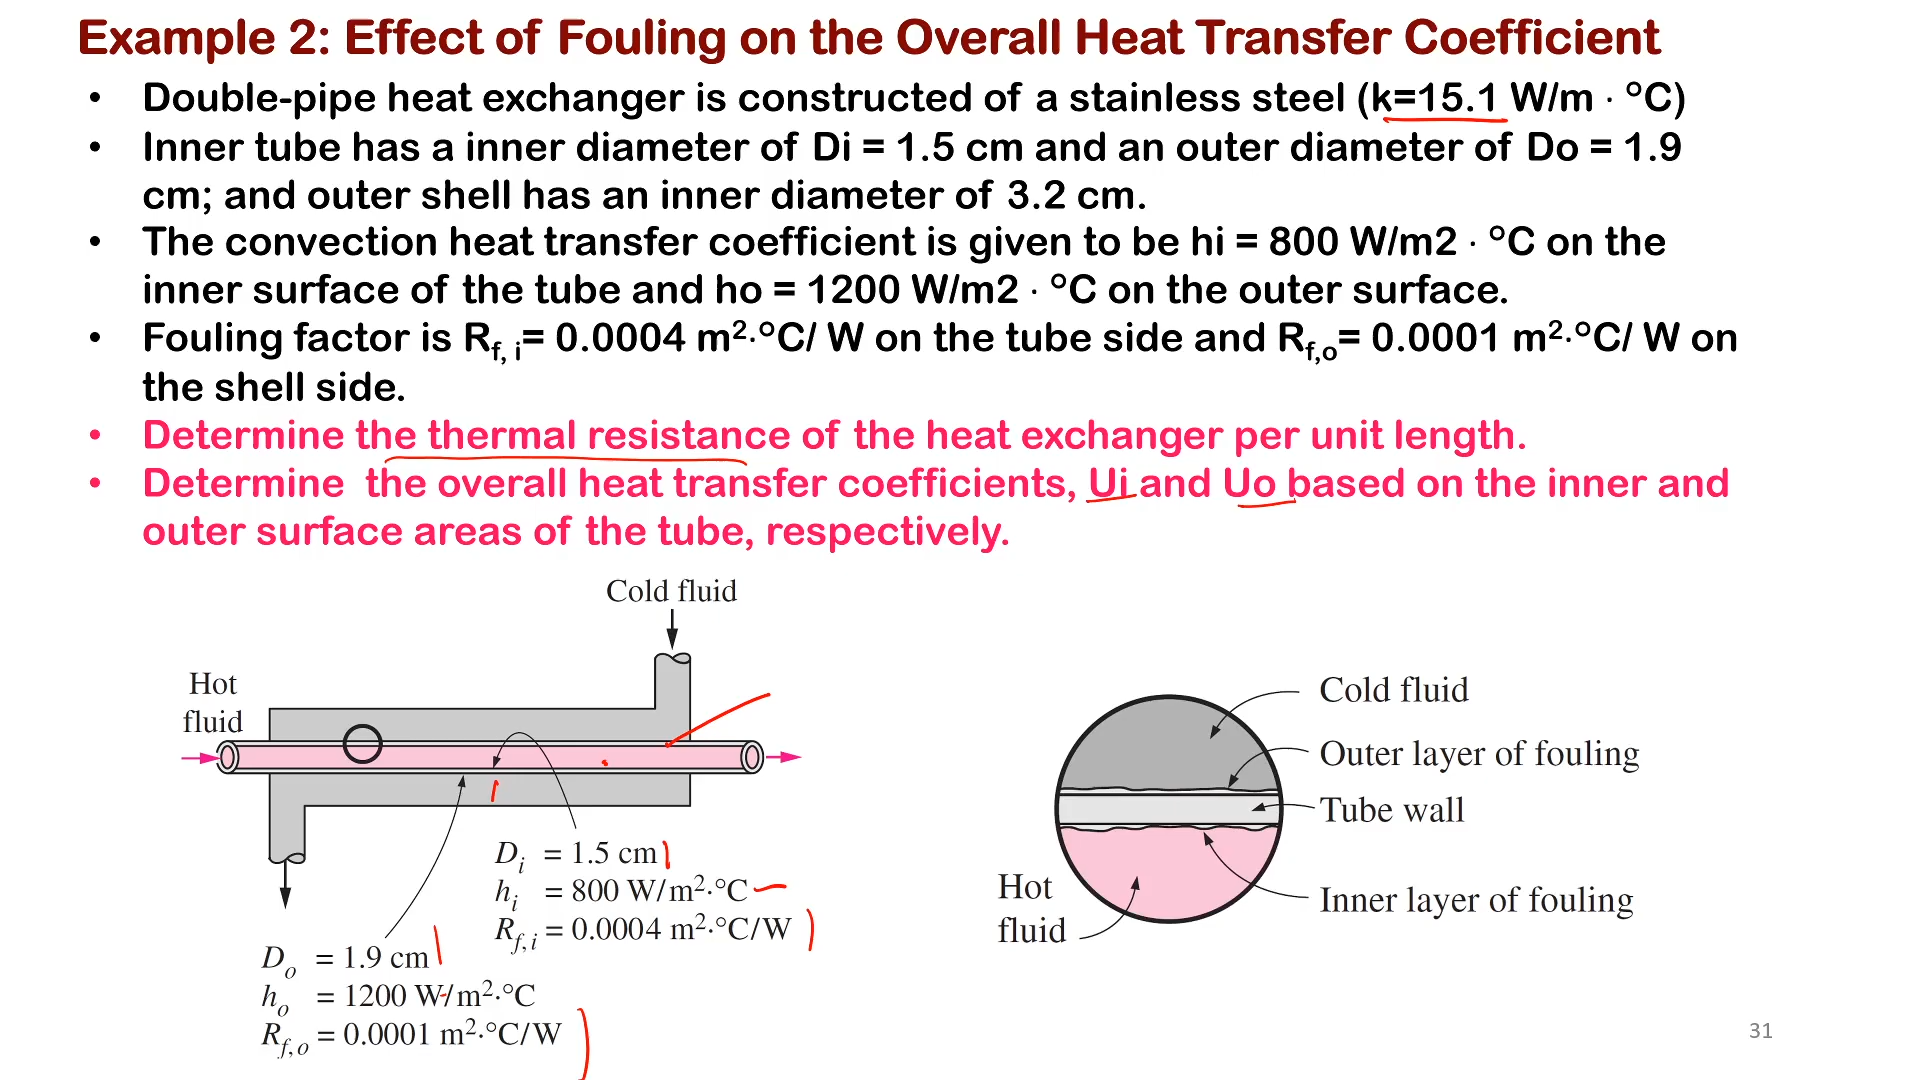 Example 2: Effect of Fouling on the Overall Heat Transfer Coefficient
• Double-pipe heat exchanger is constructed of a stainless steel (k=15.1 W/m · °C)
• Inner tube has a inner diameter of Di = 1.5 cm and an outer diameter of Do = 1.9
cm; and outer shell has an inner diameter of 3.2 cm.
• The convection heat transfer coefficient is given to be hi = 800 W/m2 · °C on the
inner surface of the tube and ho = 1200 W/m2 · °C on the outer surface.
• Fouling factor is Rf, i= 0.0004 m²·°C/ W on the tube side and Rf,o= 0.0001 m²·°C/ W on
the shell side.
• Determine the thermal resistance of the heat exchanger per unit length.
• Determine the overall heat transfer coefficients, Ui and Uo based on the inner and
outer surface areas of the tube, respectively.
Cold fluid
Hot
fluid
Di = 1.5 cm
hi = 800 W/m²·°C
Rf,i = 0.0004 m²·°C/W
Do = 1.9 cm
ho = 1200 W/m²·°C
Rf,o = 0.0001 m²·°C/W
Cold fluid
Outer layer of fouling
Tube wall
Hot
fluid
Inner layer of fouling
31